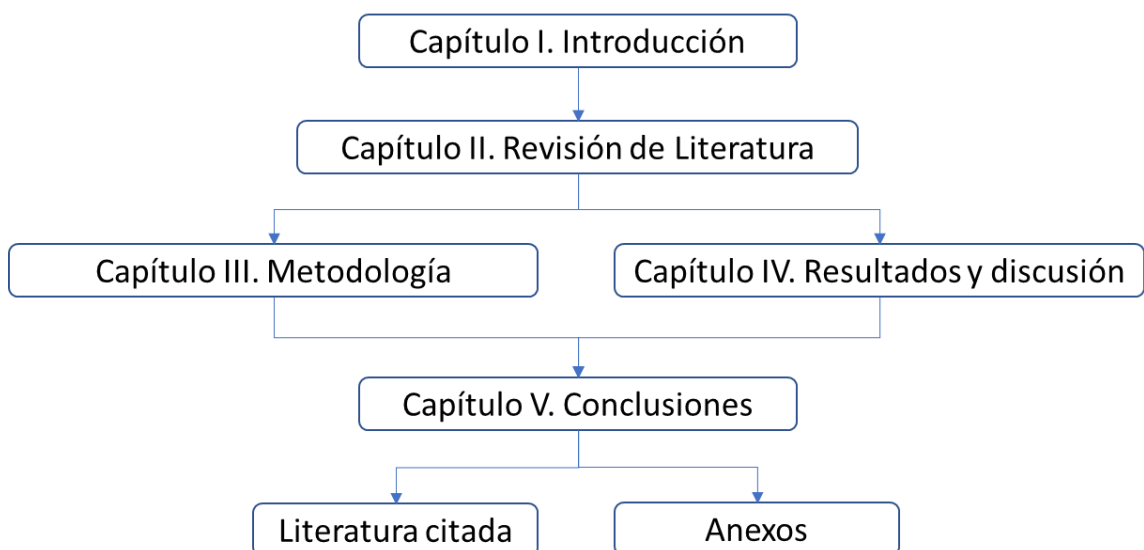 Capítulo I. Introducción
Capítulo II. Revisión de Literatura
Capítulo III. Metodología
Capítulo IV. Resultados y discusión
Capítulo V. Conclusiones
Literatura citada
Anexos